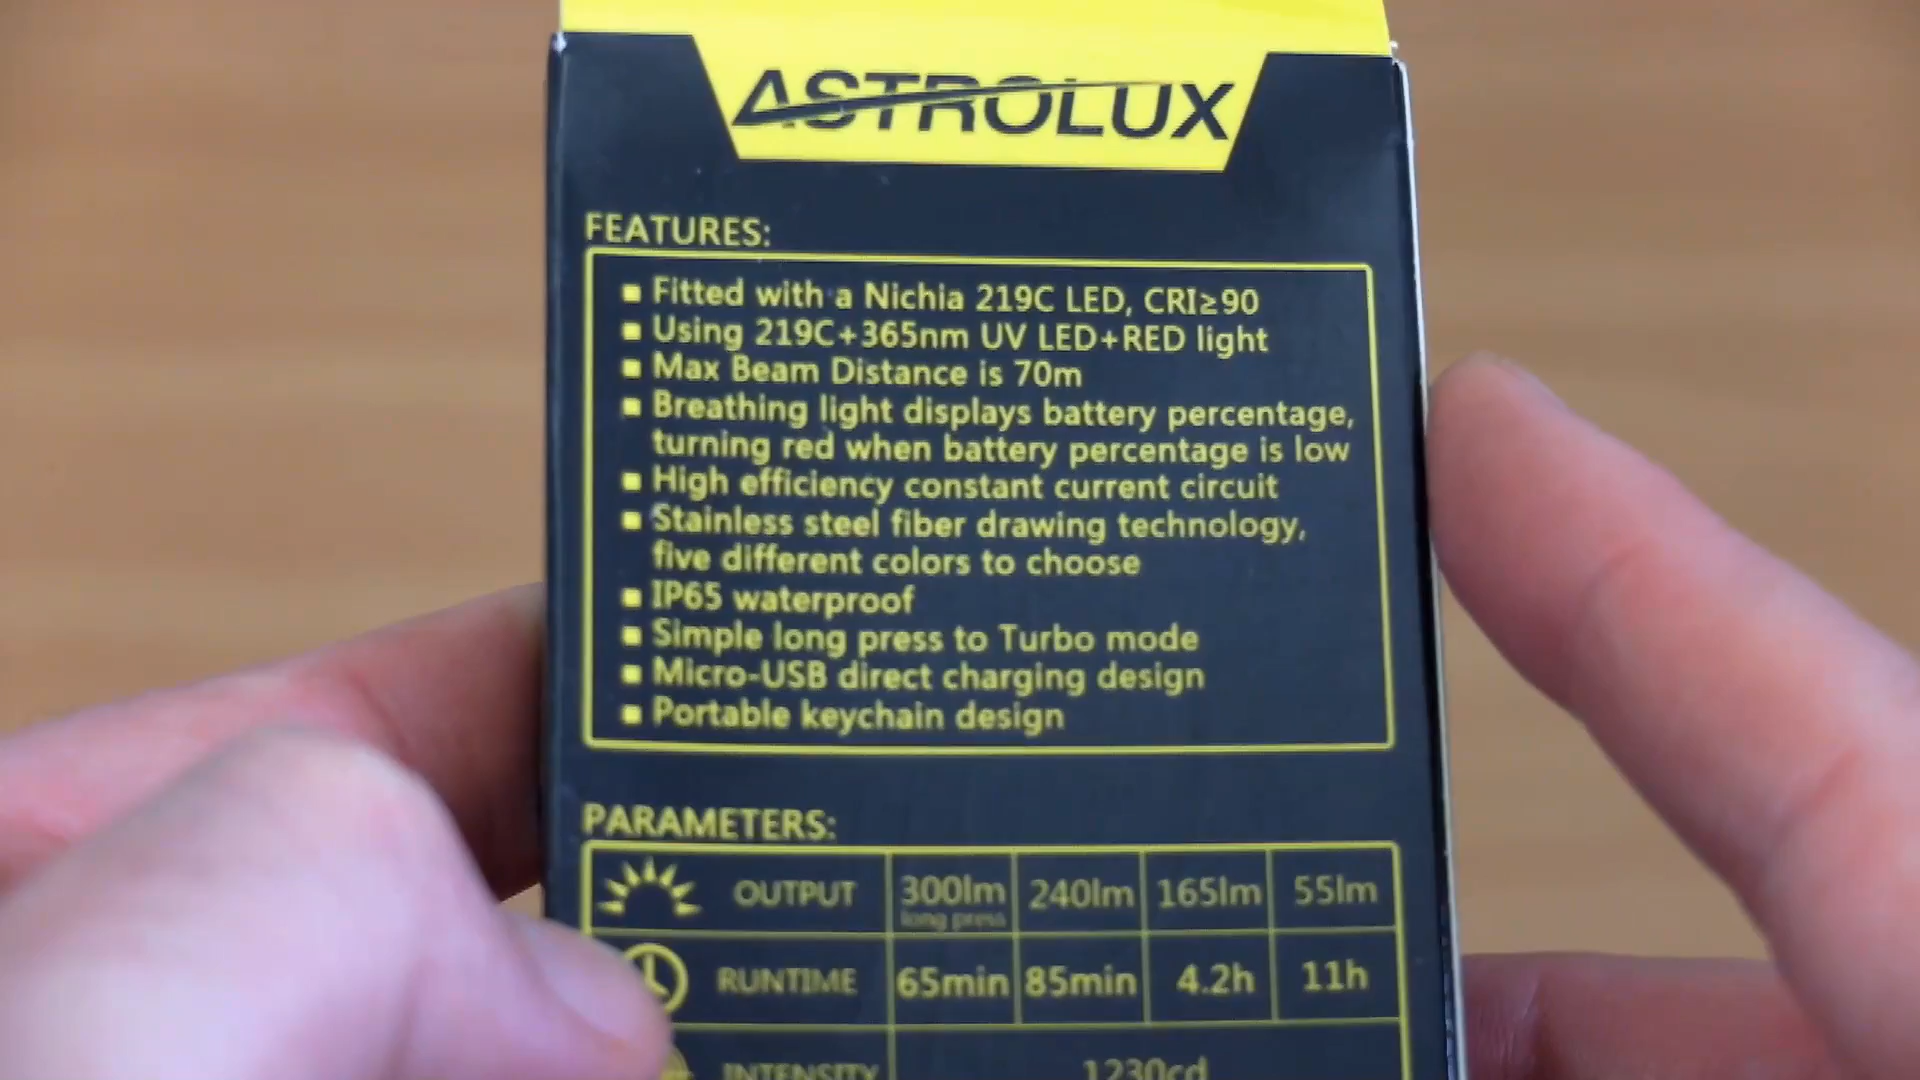 ASTROLUX
FEATURES:
▪ Fitted with a Nichia 219C LED, CRI≥90
▪ Using 219C+365nm UV LED+RED light
▪ Max Beam Distance is 70m
▪ Breathing light displays battery percentage,
turning red when battery percentage is low
▪ High efficiency constant current circuit
▪ Stainless steel fiber drawing technology,
five different colors to choose
▪ IP65 waterproof
▪ Simple long press to Turbo mode
▪ Micro-USB direct charging design
▪ Portable keychain design
PARAMETERS:
OUTPUT 300lm 240lm 165lm 55lm
long press
RUNTIME 65min 85min 4.2h 11h
INTENSITY 1230cd